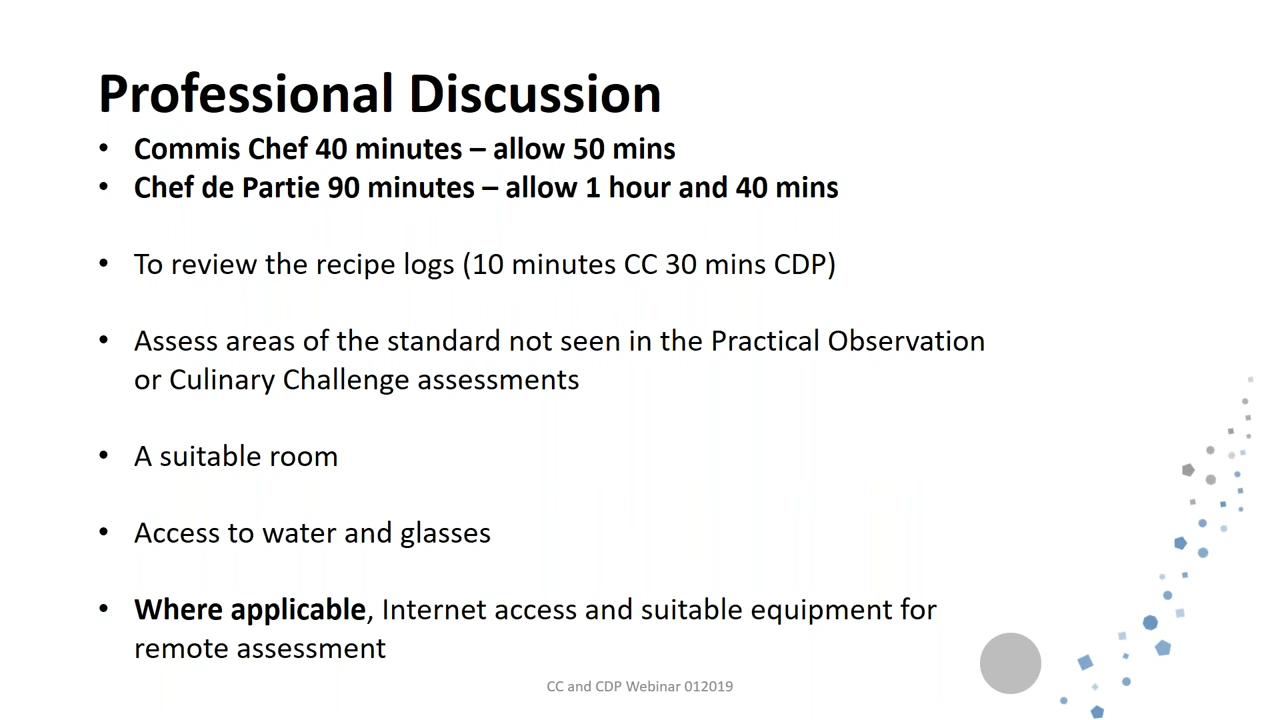 Professional Discussion
• Commis Chef 40 minutes – allow 50 mins
• Chef de Partie 90 minutes – allow 1 hour and 40 mins
• To review the recipe logs (10 minutes CC 30 mins CDP)
• Assess areas of the standard not seen in the Practical Observation
or Culinary Challenge assessments
• A suitable room
• Access to water and glasses
• Where applicable, Internet access and suitable equipment for
remote assessment
CC and CDP Webinar 012019